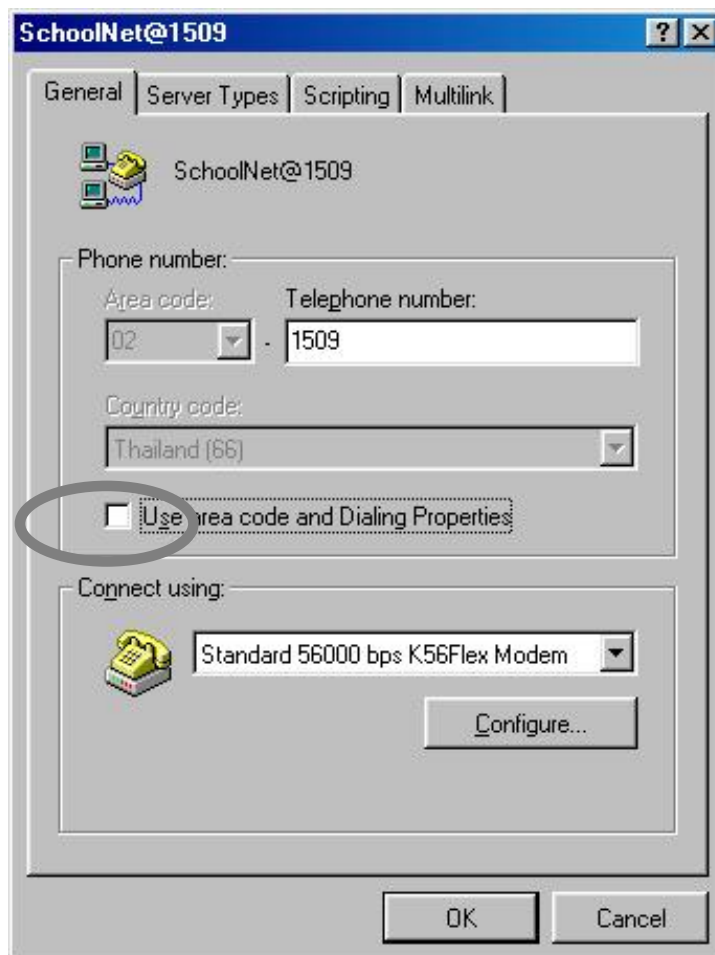 SchoolNet@1509
General Server Types Scripting Multilink
SchoolNet@1509
Phone number:
Area code: Telephone number:
02 - 1509
Country code:
Thailand (66)
Use area code and Dialing Properties
Connect using:
Standard 56000 bps K56Flex Modem
Configure...
OK Cancel